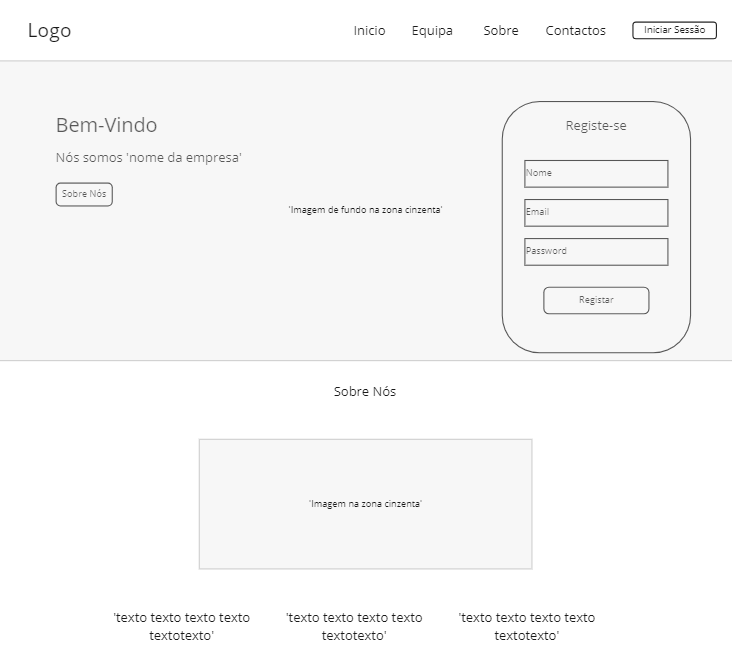 Logo
Inicio
Equipa
Sobre
Contactos
Iniciar Sessão
Bem-Vindo
Nós somos 'nome da empresa'
Sobre Nós
'Imagem de fundo na zona cinzenta'
Registe-se
Nome
Email
Password
Registar
Sobre Nós
'Imagem na zona cinzenta'
'texto texto texto texto
textotexto'
'texto texto texto texto
textotexto'
'texto texto texto texto
textotexto'